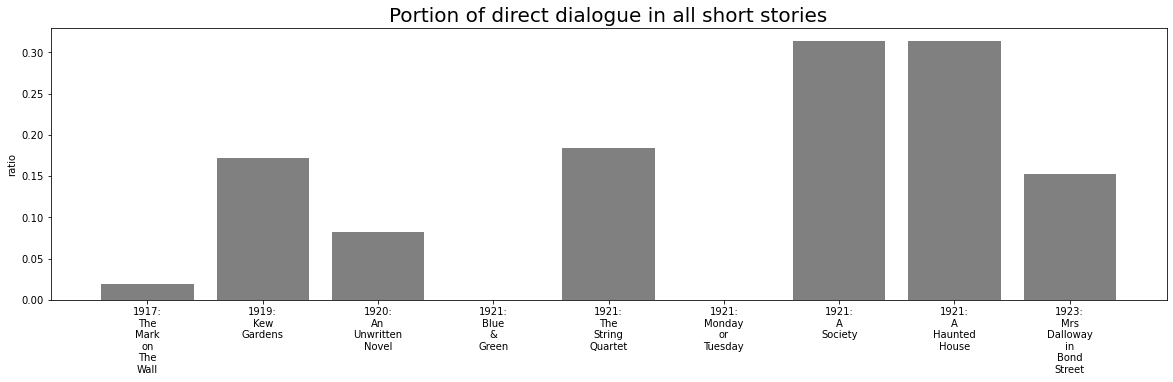 Portion of direct dialogue in all short stories
ratio
0.30
0.25
0.20
0.15
0.10
0.05
0.00
1917:
The
Mark
on
The
Wall
1919:
Kew
Gardens
1920:
An
Unwritten
Novel
1921:
Blue
&
Green
1921:
The
String
Quartet
1921:
Monday
or
Tuesday
1921:
A
Society
1921:
A
Haunted
House
1923:
Mrs
Dalloway
in
Bond
Street